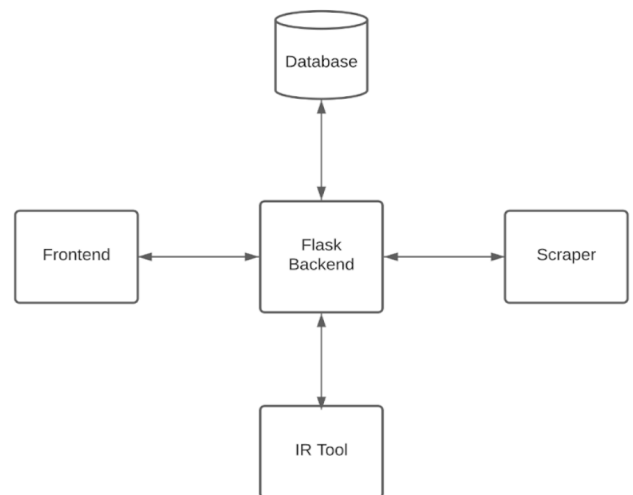 Database
Frontend
Flask
Backend
Scraper
IR Tool